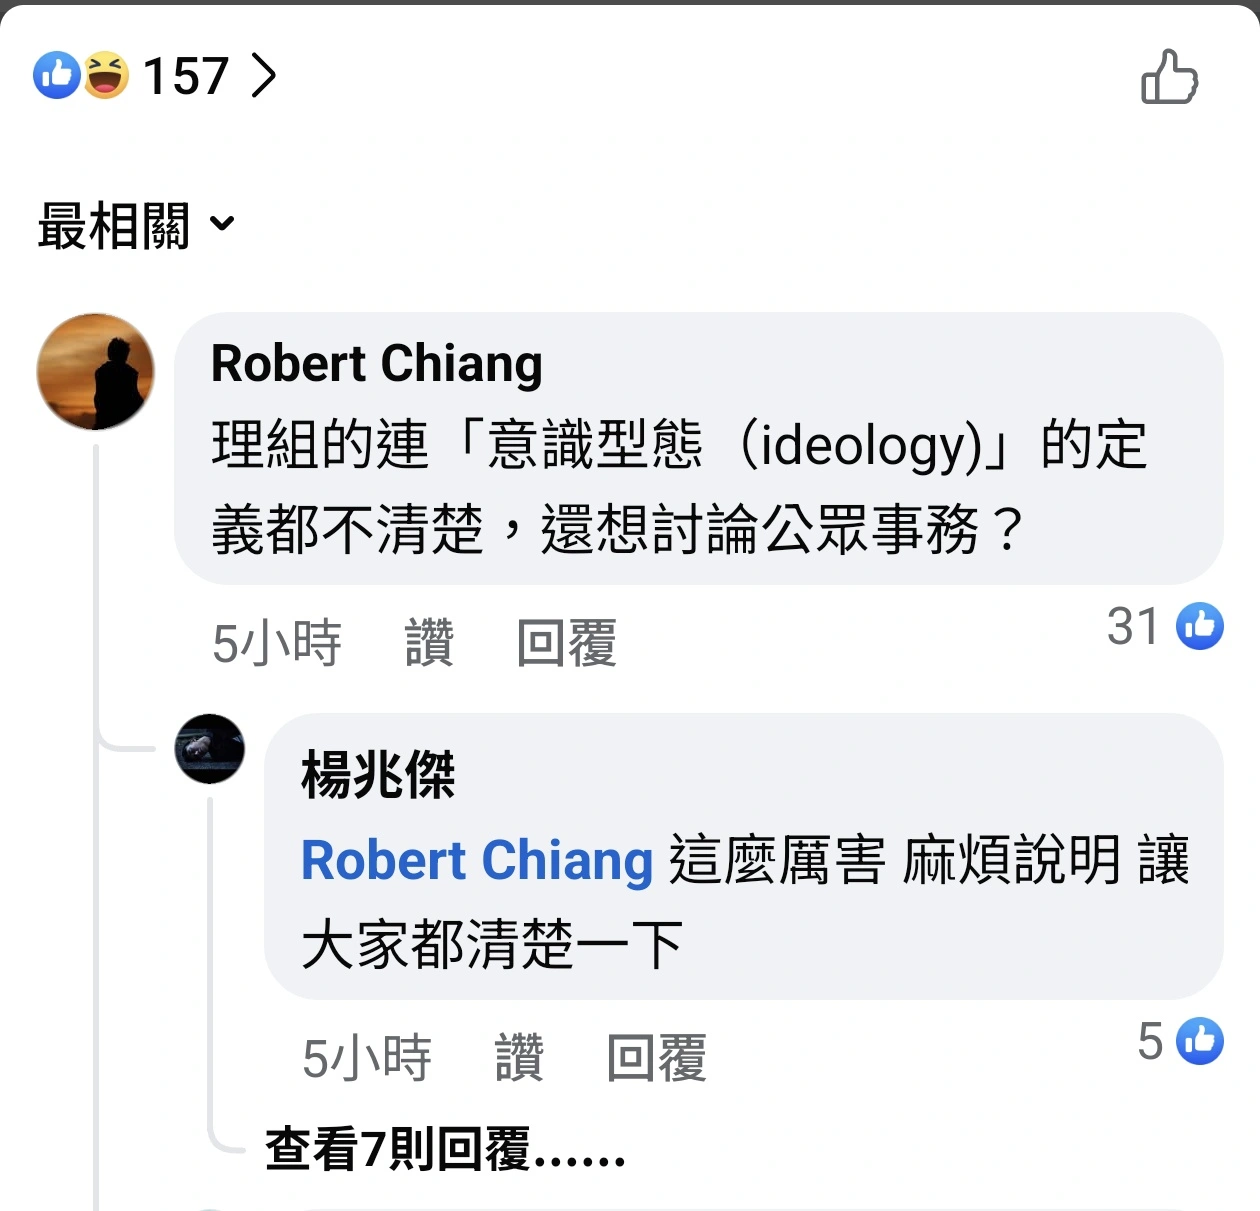 157
最相關
Robert Chiang
理組的連「意識型態（ideology)」的定
義都不清楚，還想討論公眾事務？
5小時 讚 回覆 31
楊兆傑
Robert Chiang 這麼厲害 麻煩說明 讓
大家都清楚一下
5小時 讚 回覆 5
查看7則回覆......